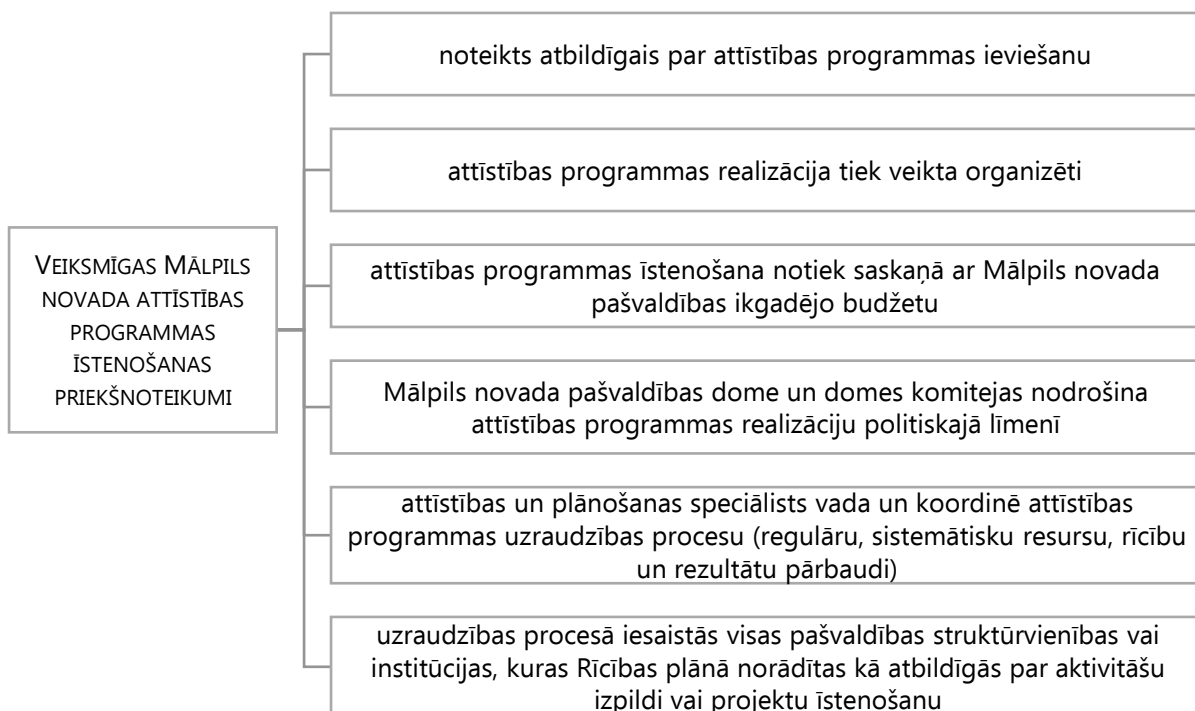 noteikts atbildīgais par attīstības programmas ieviešanu
attīstības programmas realizācija tiek veikta organizēti
attīstības programmas īstenošana notiek saskaņā ar Mālpils novada
pašvaldības ikgadējo budžetu
VEIKSMĪGAS MĀLPILS
NOVADA ATTĪSTĪBAS
PROGRAMMAS
ĪSTENOŠANAS
PRIEKŠNOTEIKUMI
Mālpils novada pašvaldības dome un domes komitejas nodrošina
attīstības programmas realizāciju politiskajā līmenī
attīstības un plānošanas speciālists vada un koordinē attīstības
programmas uzraudzības procesu (regulāru, sistemātisku resursu, rīcību
un rezultātu pārbaudi)
uzraudzības procesā iesaistās visas pašvaldības struktūrvienības vai
institūcijas, kuras Rīcības plānā norādītas kā atbildīgās par aktivitāšu
izpildi vai projektu īstenošanu